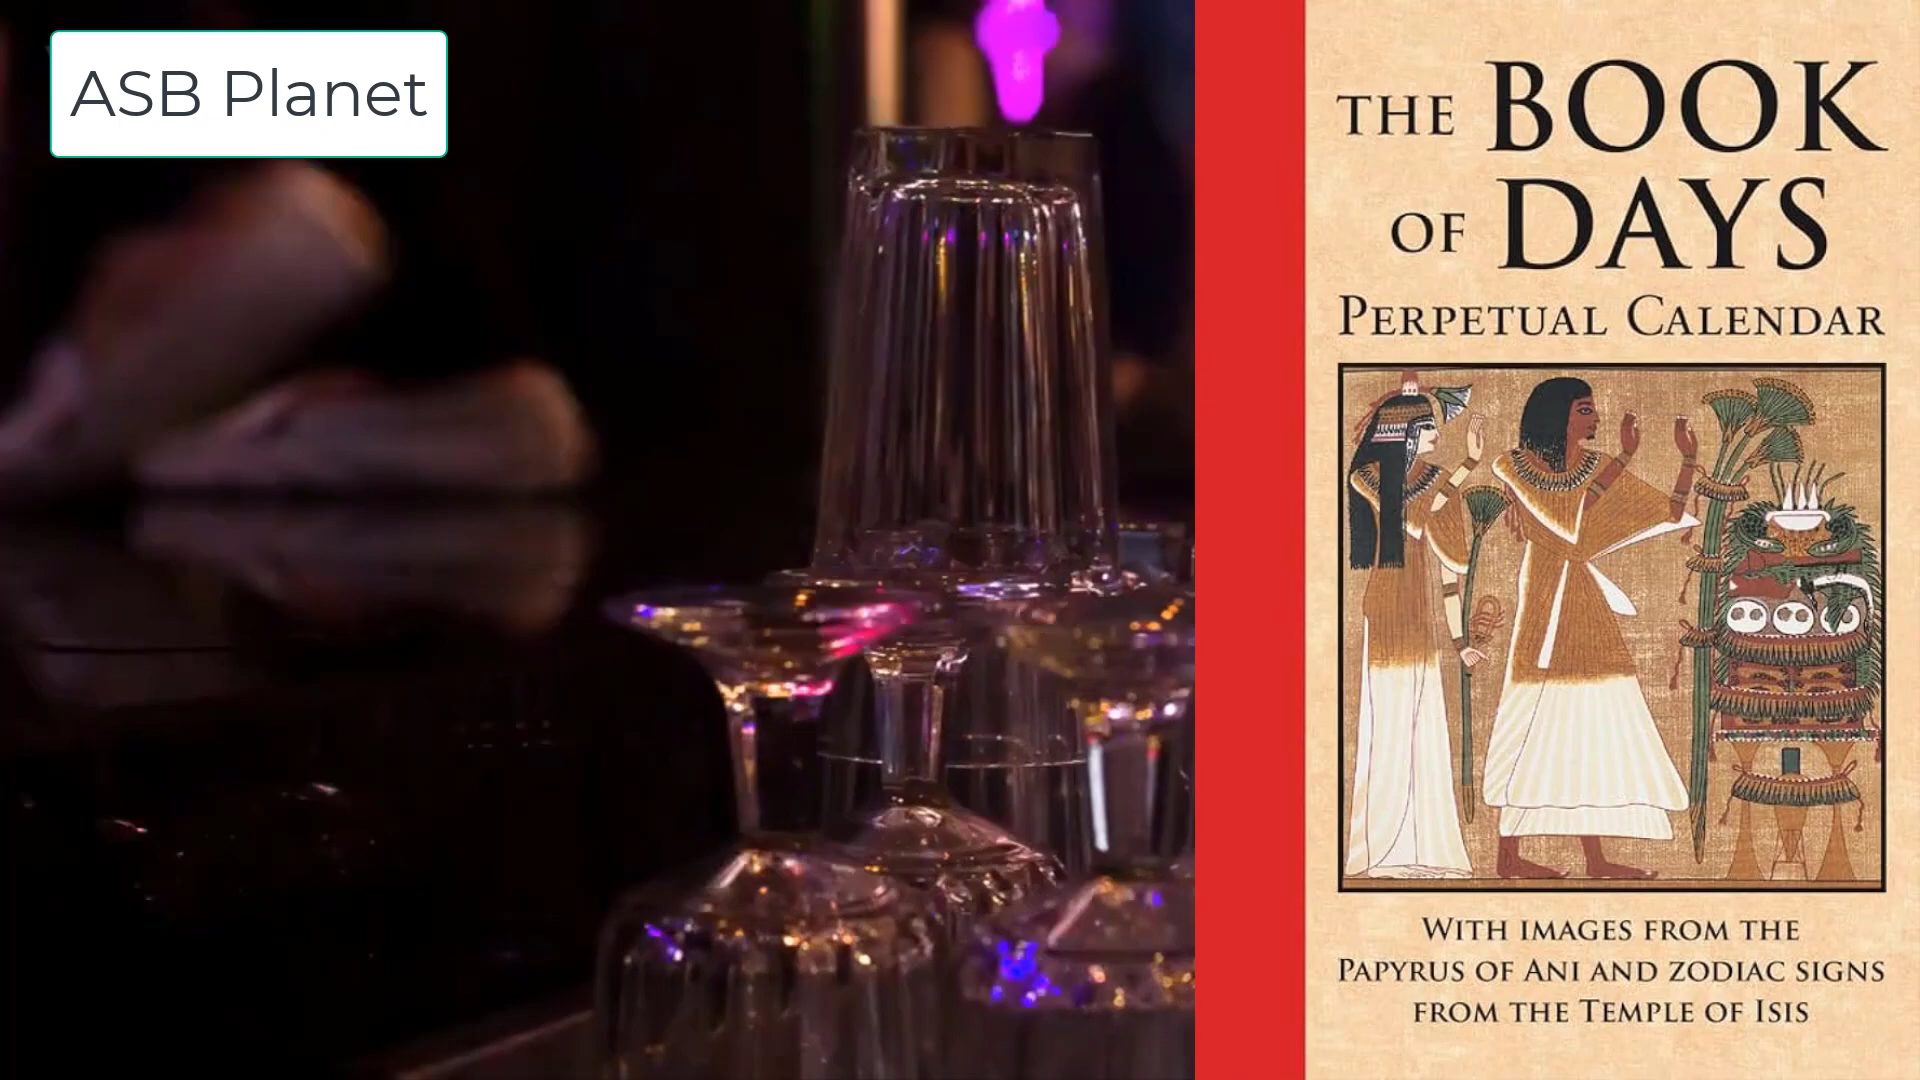 ASB Planet
THE BOOK
OF DAYS
PERPETUAL CALENDAR
WITH IMAGES FROM THE
PAPYRUS OF ANI AND ZODIAC SIGNS
FROM THE TEMPLE OF ISIS